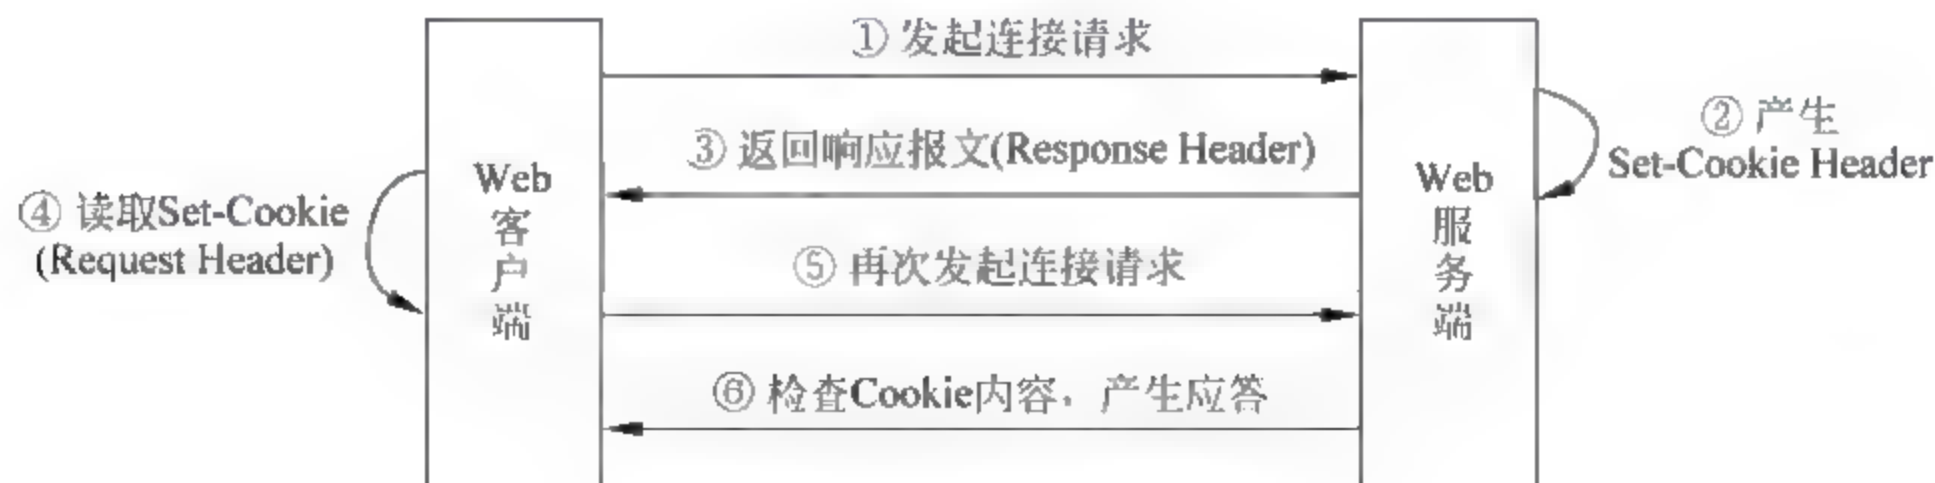 ① 发起连接请求
② 产生
Set-Cookie Header
③ 返回响应报文(Response Header)
Web
客
户
端
Web
服
务
端
④ 读取Set-Cookie
(Request Header)
⑤ 再次发起连接请求
⑥ 检查Cookie内容，产生应答